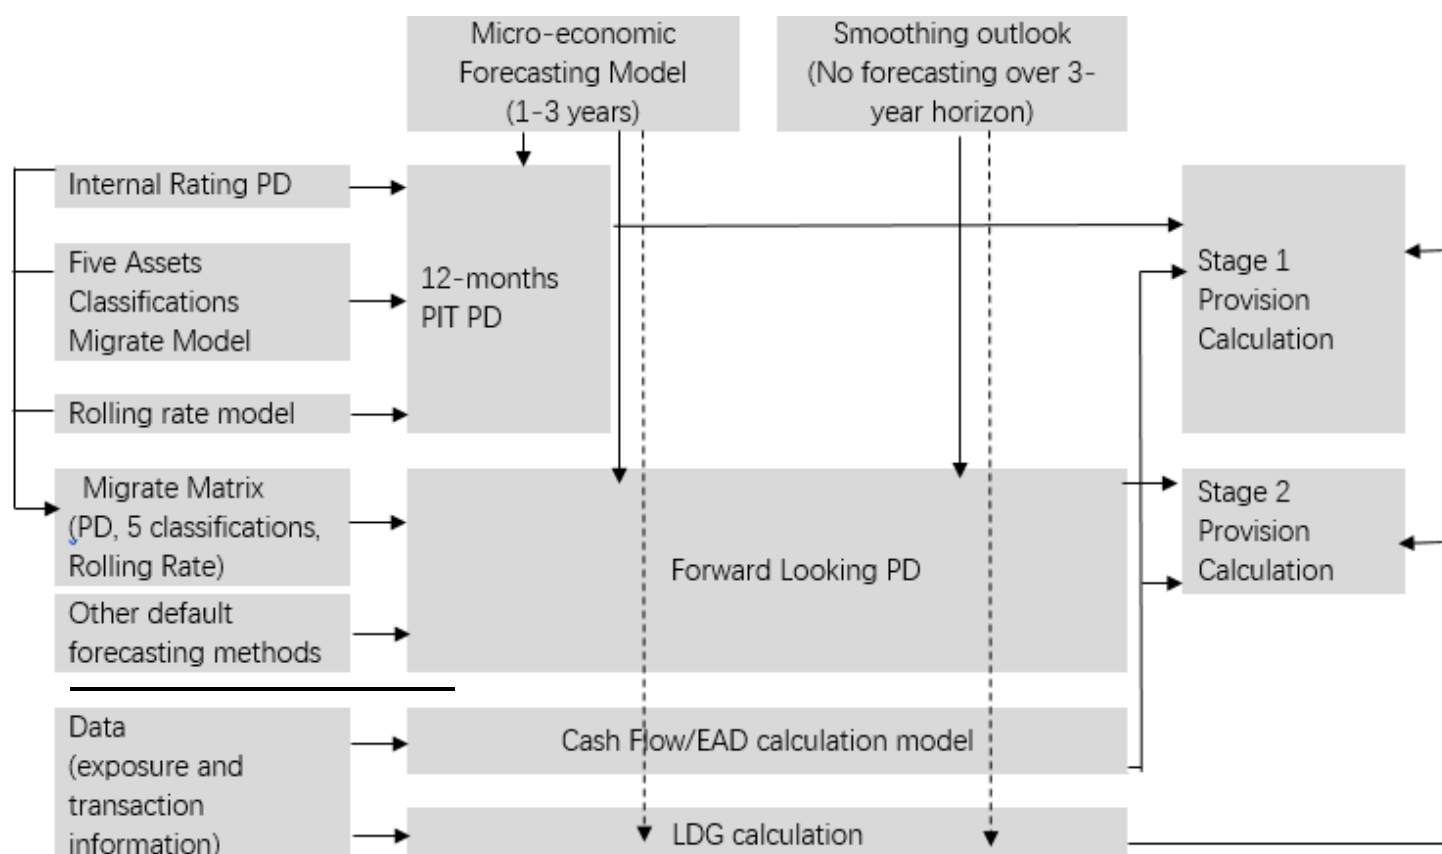 Micro-economic
Forecasting Model
(1-3 years)
Smoothing outlook
(No forecasting over 3-
year horizon)
Internal Rating PD
Five Assets
Classifications
Migrate Model
Rolling rate model
12-months
PIT PD
Stage 1
Provision
Calculation
Migrate Matrix
(PD, 5 classifications,
Rolling Rate)
Other default
forecasting methods
Forward Looking PD
Stage 2
Provision
Calculation
Data
(exposure and
transaction
information)
Cash Flow/EAD calculation model
LDG calculation